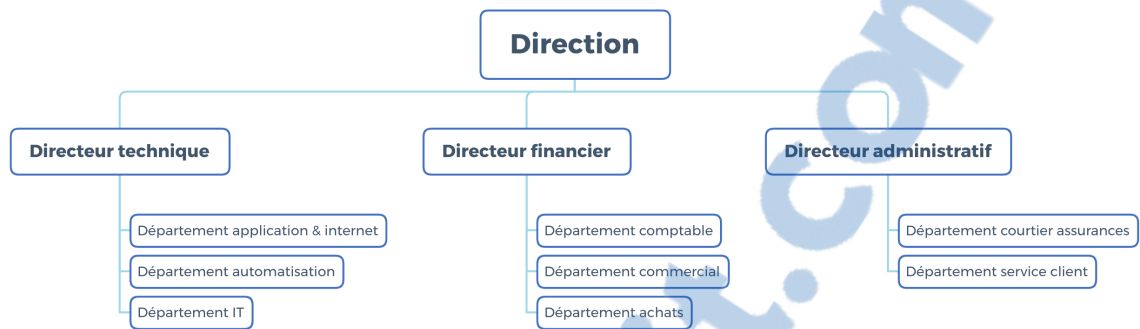 Direction
Directeur technique
Directeur financier
Directeur administratif
Département application & internet
Département comptable
Département courtier assurances
Département automatisation
Département commercial
Département service client
Département IT
Département achats
t.com